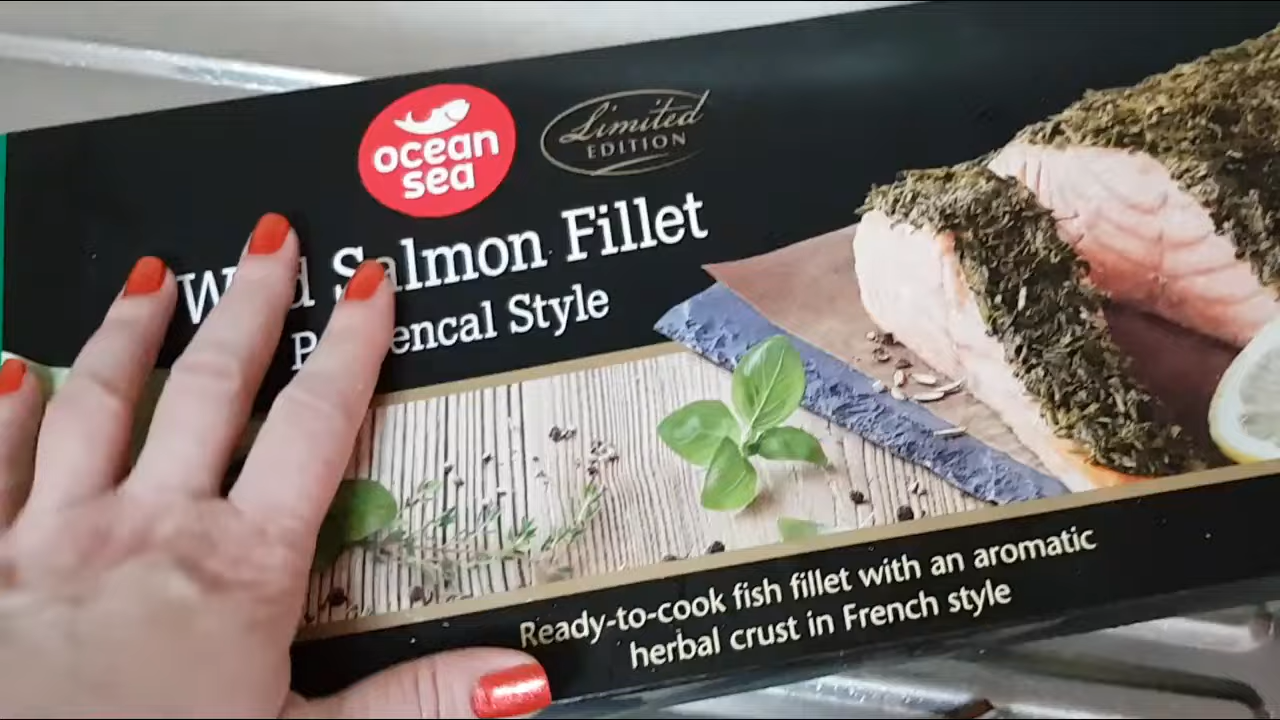 ocean
sea
Limited
EDITION
Salmon Fillet
Style
Ready-to-cook fish fillet with an aromatic
herbal crust in French style